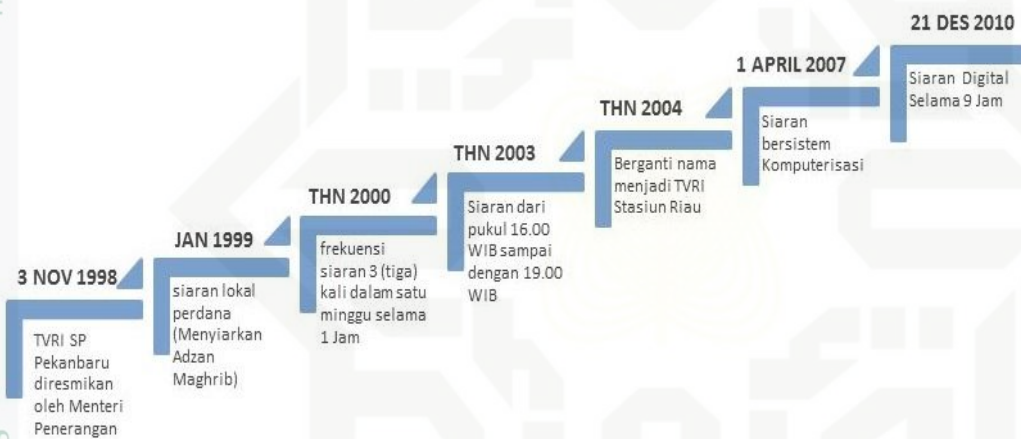 3 NOV 1998
TVRI SP
Pekanbaru
diresmikan
oleh Menteri
Penerangan
JAN 1999
siaran lokal
perdana
(Menyiarkan
Adzan
Maghrib)
THN 2000
frekuensi
siaran 3 (tiga)
kali dalam satu
minggu selama
1 Jam
THN 2003
Siaran dari
pukul 16.00
WIB sampai
dengan 19.00
WIB
THN 2004
Berganti nama
menjadi TVRI
Stasiun Riau
1 APRIL 2007
Siaran
bersistem
Komputerisasi
21 DES 2010
Siaran Digital
Selama 9 Jam